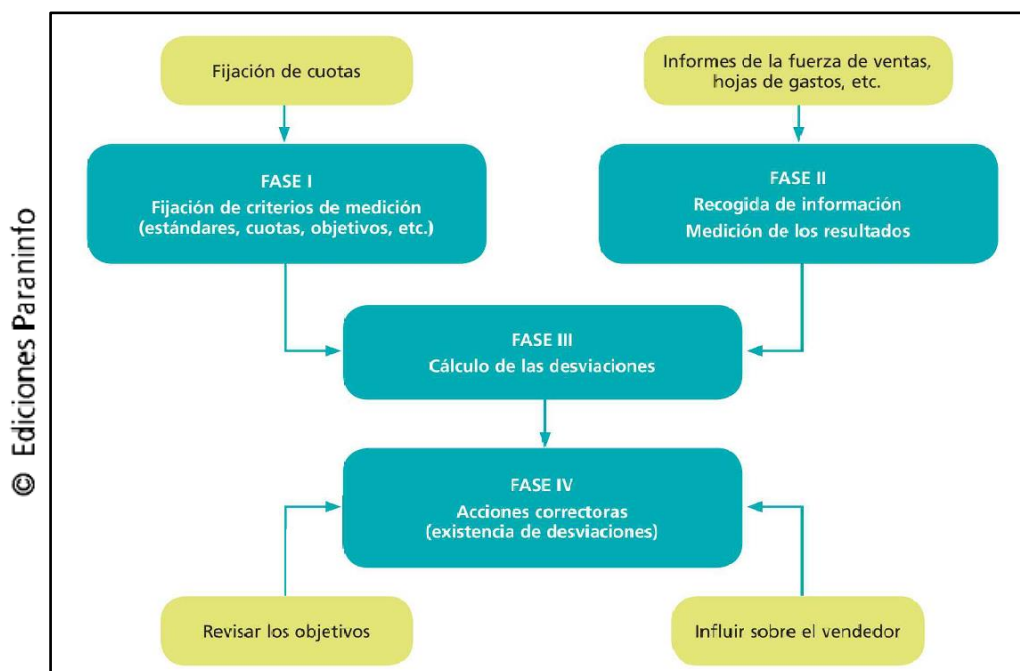 Fijación de cuotas
Informes de la fuerza de ventas,
hojas de gastos, etc.
FASE I
Fijación de criterios de medición
(estándares, cuotas, objetivos, etc.)
FASE II
Recogida de información
Medición de los resultados
FASE III
Cálculo de las desviaciones
FASE IV
Acciones correctoras
(existencia de desviaciones)
Revisar los objetivos
Influir sobre el vendedor
© Ediciones Paraninfo